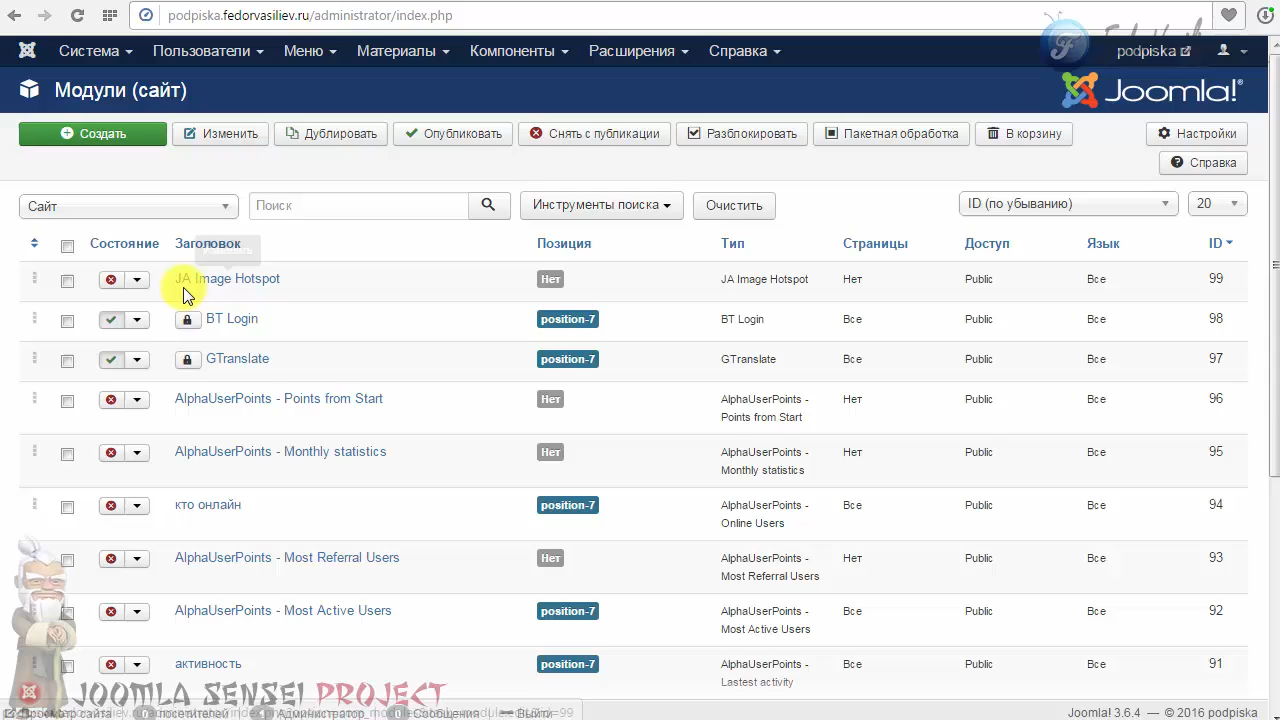 podpiska.fedorvasiliev.ru/administrator/index.php
Система Пользователи Меню Материалы Компоненты Расширения Справка podpiska
Модули (сайт) Joomla!®
Создать Изменить Дублировать Опубликовать Снять с публикации Разблокировать Пакетная обработка В корзину Настройки
Справка
Сайт Поиск Инструменты поиска Очистить ID (по убыванию) 20
Состояние Заголовок Позиция Тип Страницы Доступ Язык ID
JA Image Hotspot Нет JA Image Hotspot Нет Public Все 99
BT Login position-7 BT Login Все Public Все 98
GTranslate position-7 GTranslate Все Public Все 97
AlphaUserPoints - Points from Start Нет AlphaUserPoints - Нет Public Все 96
Points from Start
AlphaUserPoints - Monthly statistics Нет AlphaUserPoints - Нет Public Все 95
Monthly statistics
кто онлайн position-7 AlphaUserPoints - Все Public Все 94
Online Users
AlphaUserPoints - Most Referral Users Нет AlphaUserPoints - Нет Public Все 93
Most Referral Users
AlphaUserPoints - Most Active Users position-7 AlphaUserPoints - Все Public Все 92
Most Active Users
активность position-7 AlphaUserPoints - Все Public Все 91
Lastest activity
JOOMLA SENSEI PROJECT
Просмотр сайта посетителей Администратор Сообщения Выйти Joomla! 3.6.4 — © 2016 podpiska